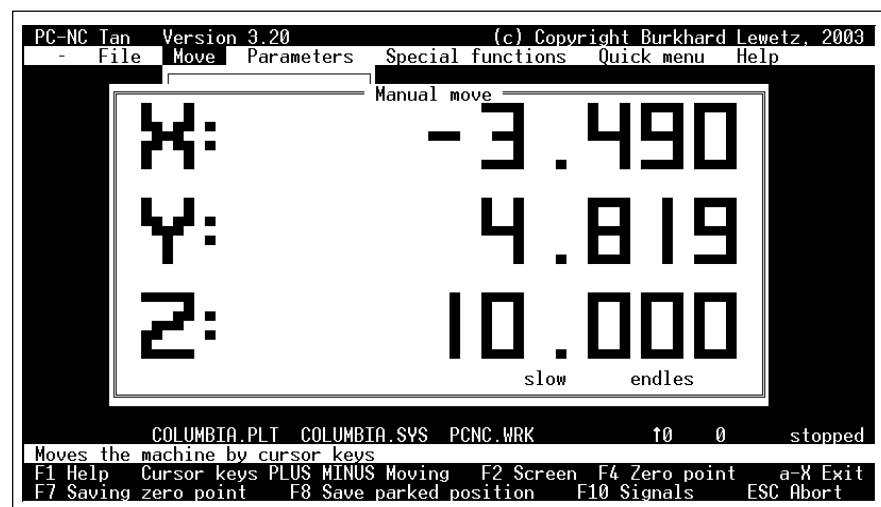 PC-NC Tan Version 3.20 (c) Copyright Burkhard Lewetz, 2003
- File Move Parameters Special functions Quick menu Help
Manual move
X: -3.490
Y: 4.819
Z: 10.000
slow endles
COLUMBIA.PLT COLUMBIA.SYS PCNC.WRK ↑0 0 stopped
Moves the machine by cursor keys
F1 Help Cursor keys PLUS MINUS Moving F2 Screen F4 Zero point a-X Exit
F7 Saving zero point F8 Save parked position F10 Signals ESC Abort